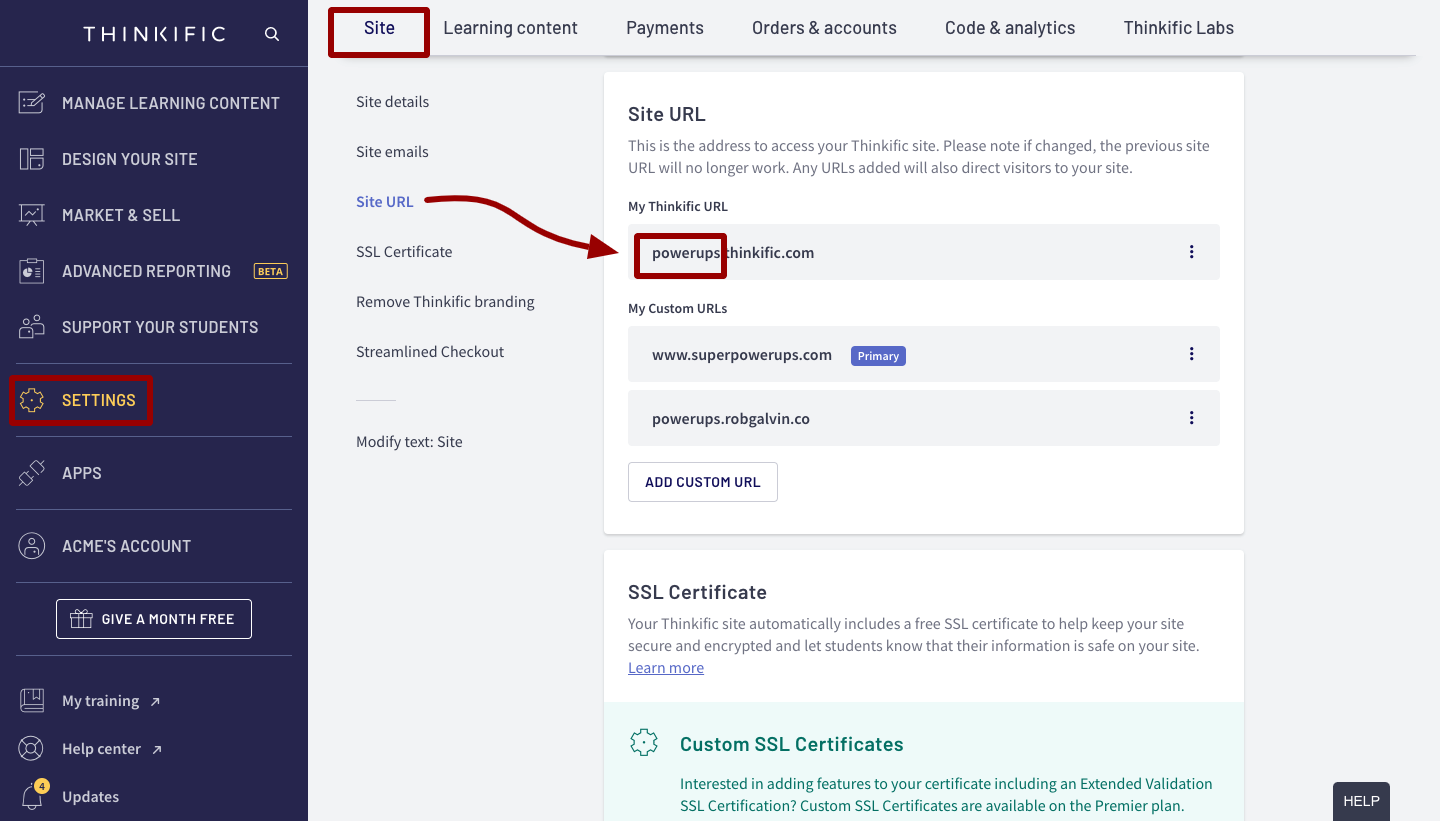 THINKIFIC
MANAGE LEARNING CONTENT
DESIGN YOUR SITE
MARKET & SELL
ADVANCED REPORTING BETA
SUPPORT YOUR STUDENTS
SETTINGS
APPS
ACME'S ACCOUNT
GIVE A MONTH FREE
My training
Help center
4
Updates
Site Learning content Payments Orders & accounts Code & analytics Thinkific Labs
Site details
Site emails
Site URL
SSL Certificate
Remove Thinkific branding
Streamlined Checkout
Modify text: Site
Site URL
This is the address to access your Thinkific site. Please note if changed, the previous site
URL will no longer work. Any URLs added will also direct visitors to your site.
My Thinkific URL
powerups.thinkific.com
My Custom URLs
www.superpowerups.com Primary
powerups.robgalvin.co
ADD CUSTOM URL
SSL Certificate
Your Thinkific site automatically includes a free SSL certificate to help keep your site
secure and encrypted and let students know that their information is safe on your site.
Learn more
Custom SSL Certificates
Interested in adding features to your certificate including an Extended Validation
SSL Certification? Custom SSL Certificates are available on the Premier plan.
HELP